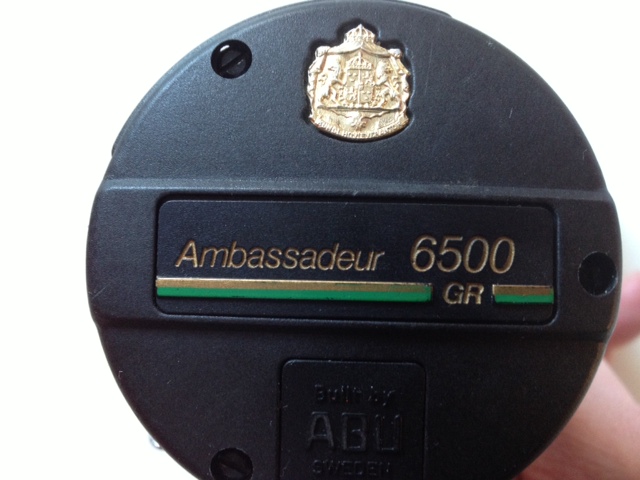 Ambassadeur 6500
GR
Built by
ABU
SWEDEN